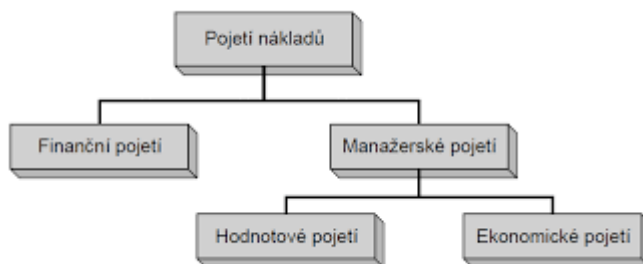 Pojetí nákladů
Finanční pojetí
Manažerské pojetí
Hodnotové pojetí
Ekonomické pojetí